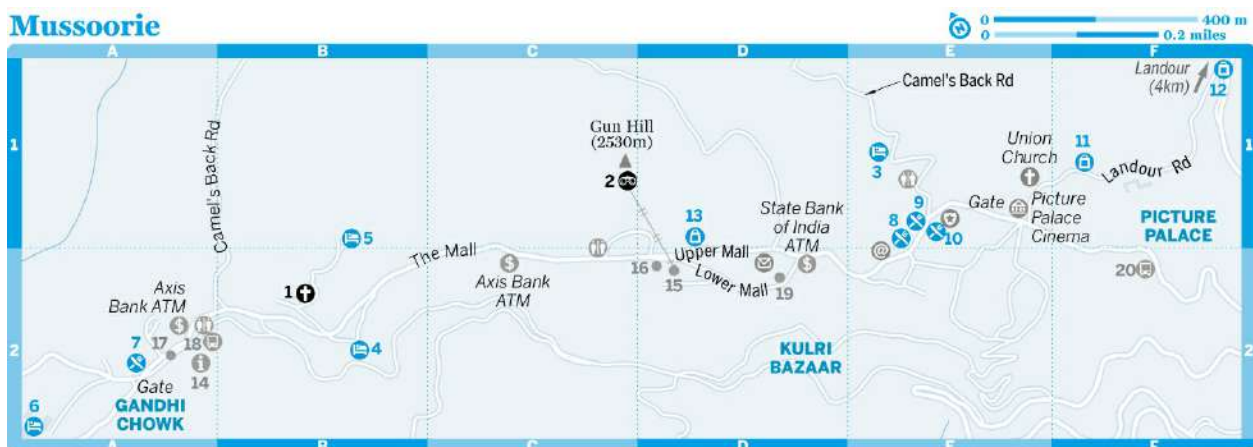 Mussoorie
0 400 m
0 0.2 miles
N
A B C D E F
1
1
2
2
A B C D E F
Camel's Back Rd
Landour
(4km)
12
Gun Hill
(2530m)
2
Union
Church
11
3
Landour Rd
Camel's Back Rd
9
Gate
Picture
Palace
Cinema
13
State Bank
of India
ATM
8
10
PICTURE
PALACE
5
The Mall
Upper Mall
@
1
Axis Bank
ATM
16
15
Lower Mall
19
20
Axis
Bank ATM
7
17
18
4
KULRI
BAZAAR
Gate
14
6
GANDHI
CHOWK
$
$
$
i